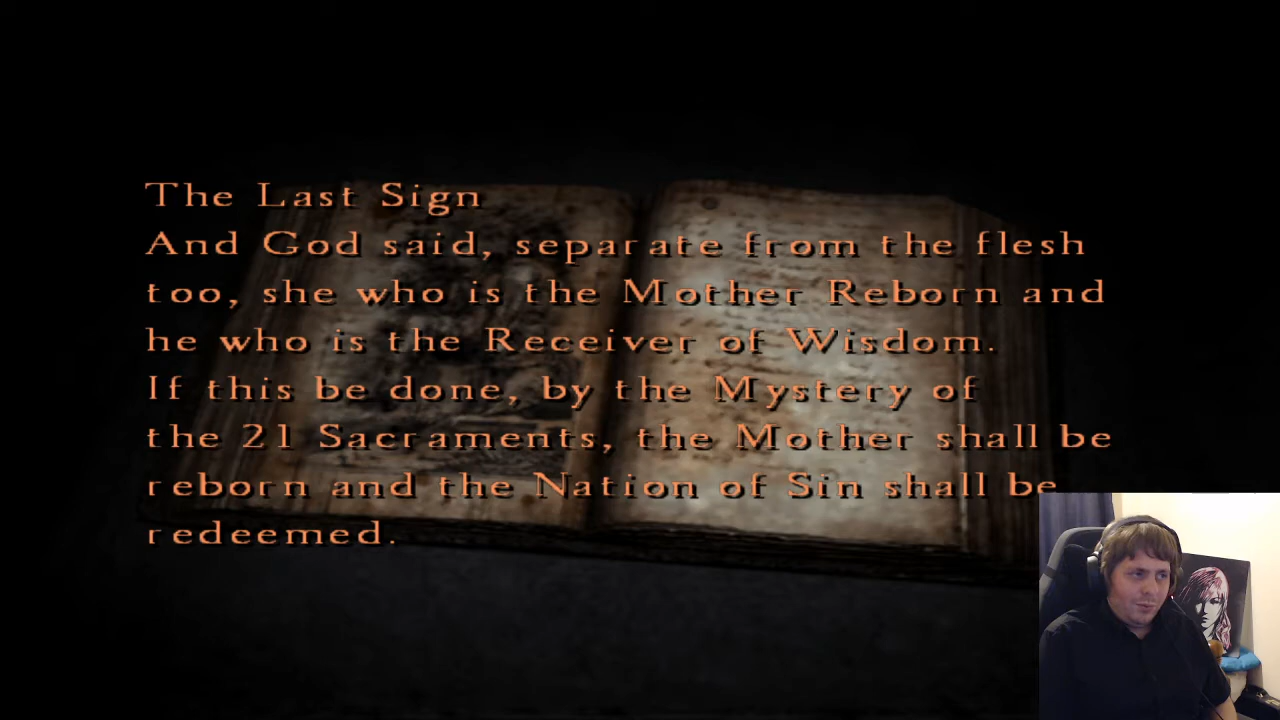 The Last Sign
And God said, separate from the flesh
too, she who is the Mother Reborn and
he who is the Receiver of Wisdom.
If this be done, by the Mystery of
the 21 Sacraments, the Mother shall be
reborn and the Nation of Sin shall be
redeemed.